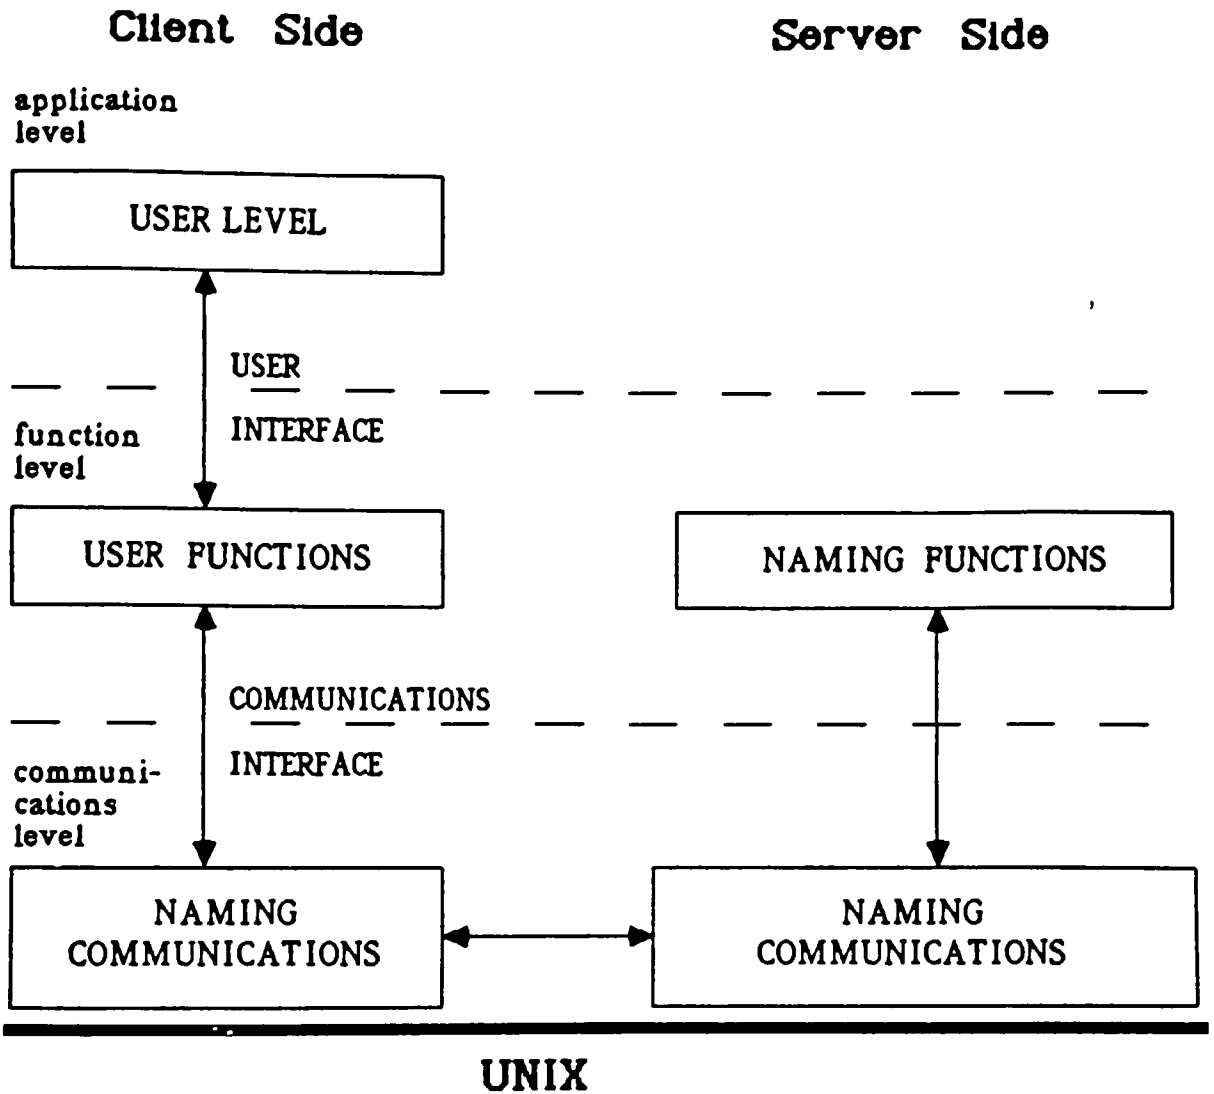 Client Side
Server Side
application
level
USER LEVEL
USER
INTERFACE
function
level
USER FUNCTIONS
NAMING FUNCTIONS
COMMUNICATIONS
INTERFACE
communi-
cations
level
NAMING
COMMUNICATIONS
NAMING
COMMUNICATIONS
UNIX